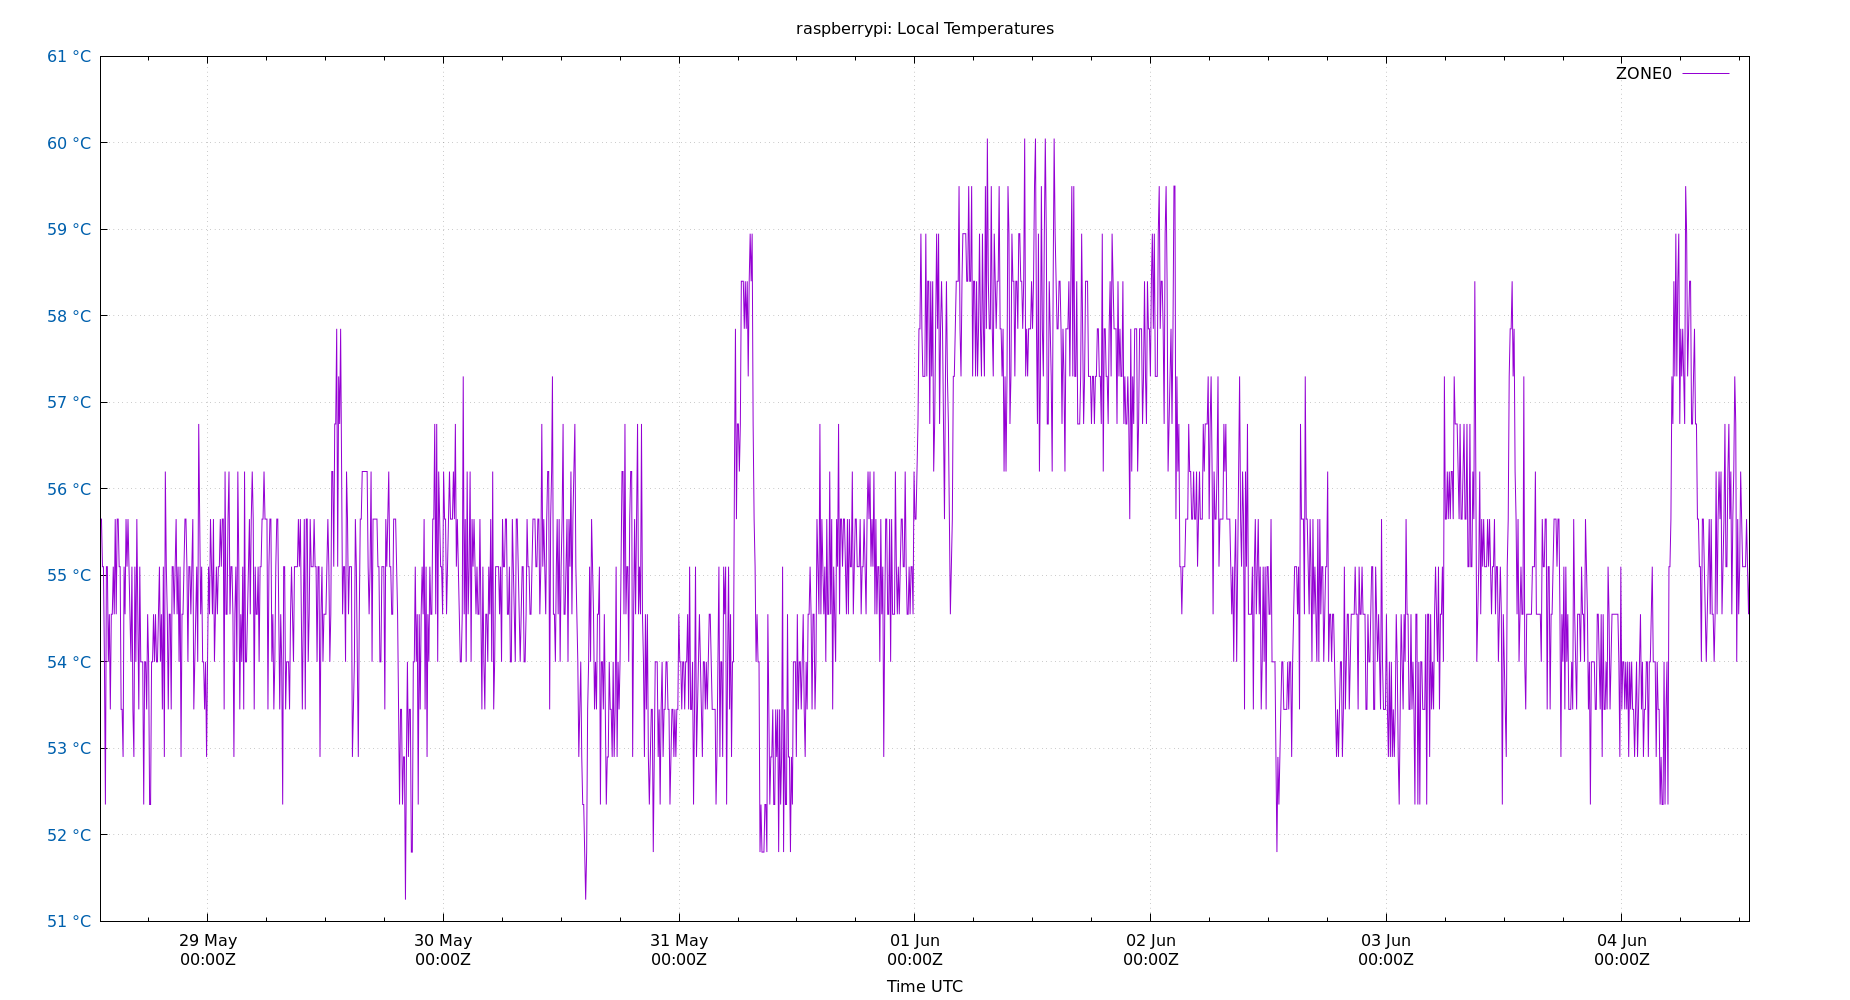 raspberrypi: Local Temperatures
61 °C
ZONE0
60 °C
59 °C
58 °C
57 °C
56 °C
55 °C
54 °C
53 °C
52 °C
51 °C
29 May 30 May 31 May 01 Jun 02 Jun 03 Jun 04 Jun
00:00Z 00:00Z 00:00Z 00:00Z 00:00Z 00:00Z 00:00Z
Time UTC